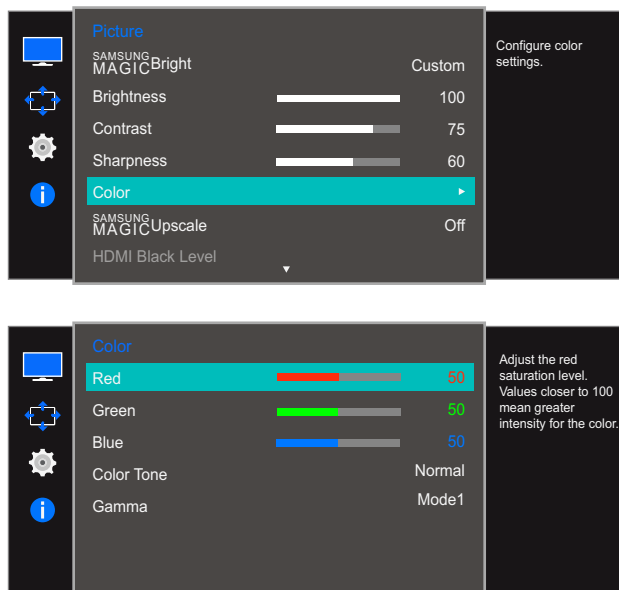 Picture
SAMSUNG
MAGICBright Custom
Brightness 100
Contrast 75
Sharpness 60
Color
SAMSUNG
MAGICUpscale Off
HDMI Black Level
Configure color
settings.
Color
Red 50
Green 50
Blue 50
Color Tone Normal
Gamma Mode1
Adjust the red
saturation level.
Values closer to 100
mean greater
intensity for the color.